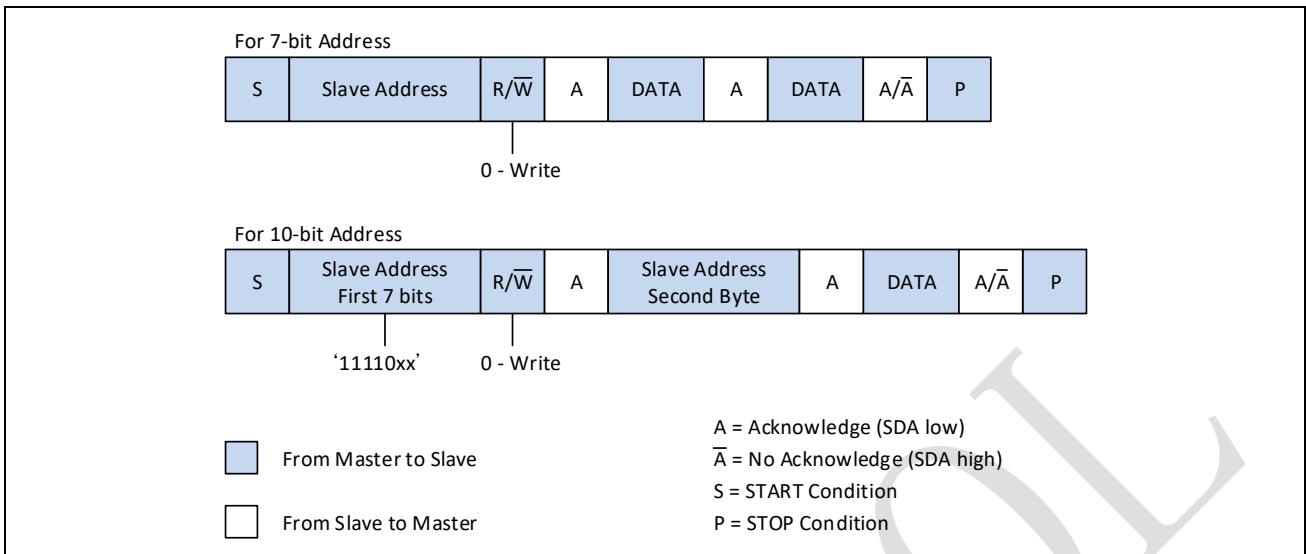 For 7-bit Address
S Slave Address R/W̅ A DATA A DATA A/A̅ P
0 - Write
For 10-bit Address
S Slave Address First 7 bits R/W̅ A Slave Address Second Byte A DATA A/A̅ P
‘11110xx’ 0 - Write
A = Acknowledge (SDA low)
A̅ = No Acknowledge (SDA high)
From Master to Slave
S = START Condition
From Slave to Master
P = STOP Condition